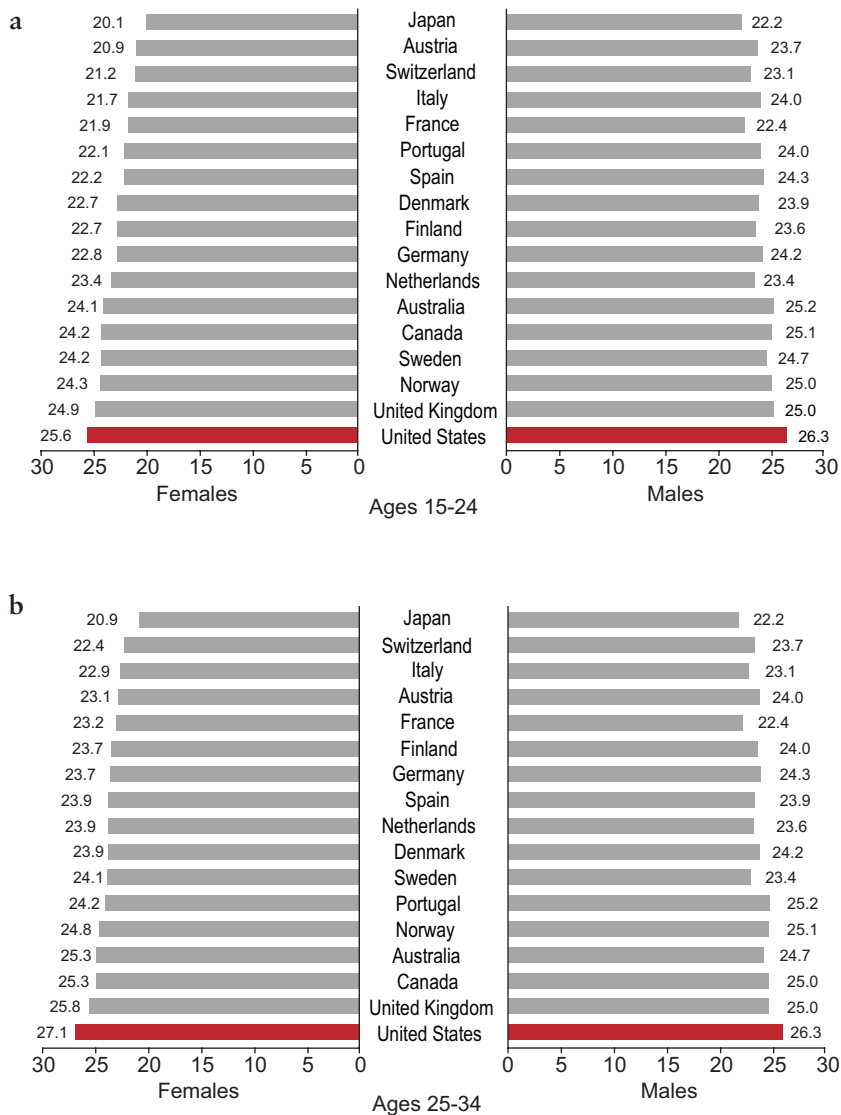 a
20.1 Japan 22.2
20.9 Austria 23.7
21.2 Switzerland 23.1
21.7 Italy 24.0
21.9 France 22.4
22.1 Portugal 24.0
22.2 Spain 24.3
22.7 Denmark 23.9
22.7 Finland 23.6
22.8 Germany 24.2
23.4 Netherlands 23.4
24.1 Australia 25.2
24.2 Canada 25.1
24.2 Sweden 24.7
24.3 Norway 25.0
24.9 United Kingdom 25.0
25.6 United States 26.3
30 25 20 15 10 5 0 0 5 10 15 20 25 30
Females Males
Ages 15-24
b
20.9 Japan 22.2
22.4 Switzerland 23.7
22.9 Italy 23.1
23.1 Austria 24.0
23.2 France 22.4
23.7 Finland 24.0
23.7 Germany 24.3
23.9 Spain 23.9
23.9 Netherlands 23.6
23.9 Denmark 24.2
24.1 Sweden 23.4
24.2 Portugal 25.2
24.8 Norway 25.1
25.3 Australia 24.7
25.3 Canada 25.0
25.8 United Kingdom 25.0
27.1 United States 26.3
30 25 20 15 10 5 0 0 5 10 15 20 25 30
Females Males
Ages 25-34